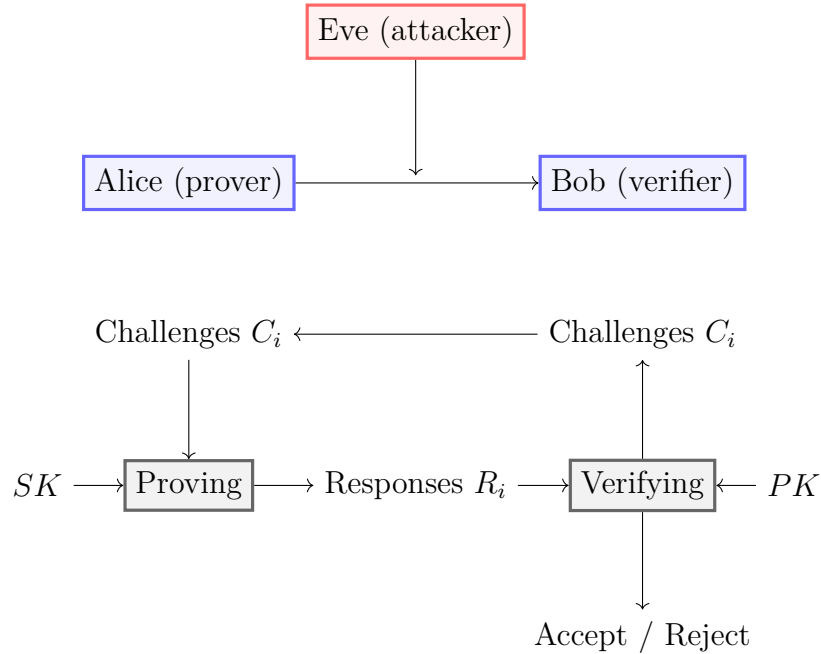 Eve (attacker)
Alice (prover) Bob (verifier)
Challenges $C_i$ Challenges $C_i$
$SK$ Proving Responses $R_i$ Verifying $PK$
Accept / Reject